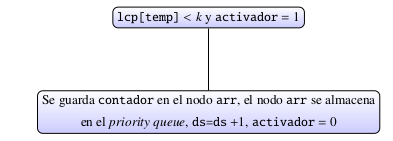 lcp[temp] < k y activador = 1
Se guarda contador en el nodo arr, el nodo arr se almacena
en el priority queue, ds=ds +1, activador = 0